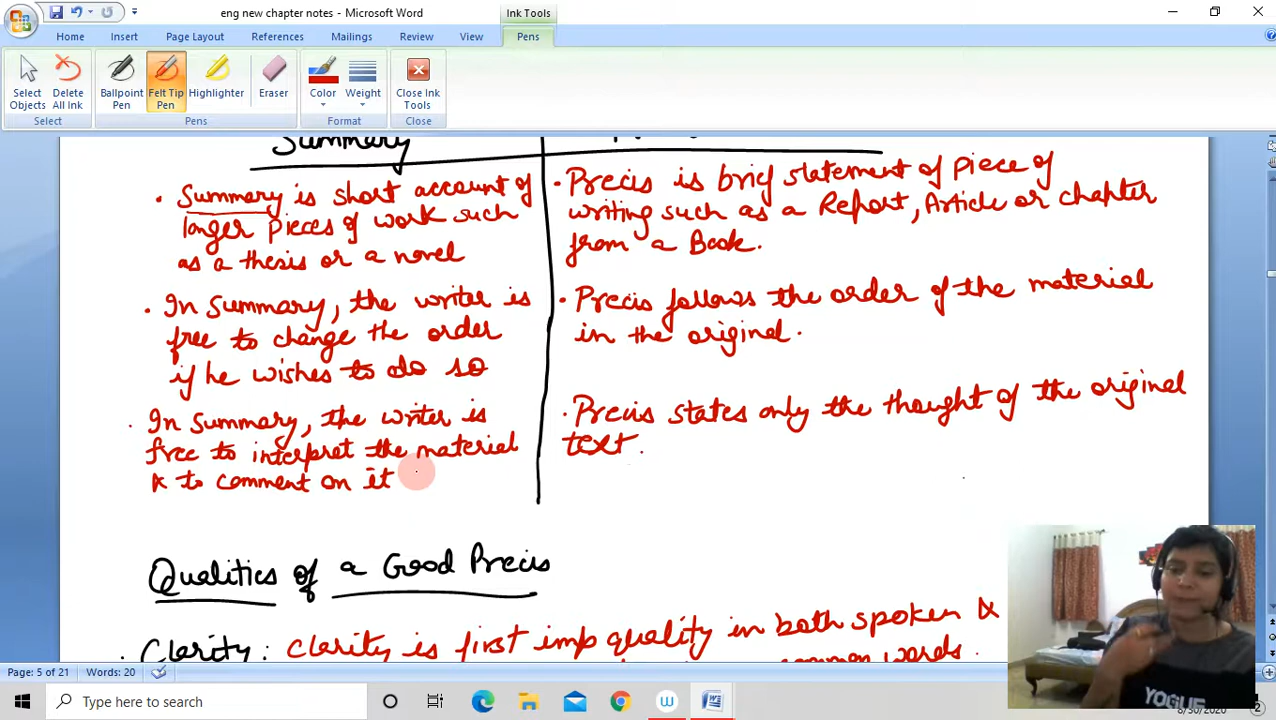 eng new chapter notes - Microsoft Word
Ink Tools
Home Insert Page Layout References Mailings Review View Pens
Select Objects
Delete All Ink
Ballpoint Pen
Felt Tip Pen
Highlighter
Eraser
Color
Weight
Close Ink Tools
Select Pens Format Close
Summary
. Summary is short account of
longer pieces of work such
as a thesis or a novel
. In Summary, the writer is
free to change the order
if he wishes to do so
. In Summary, the writer is
free to interpret the material
& to comment on it
. Precis is brief statement of piece of
writing such as a Report, Article or chapter
from a Book.
. Precis follows the order of the material
in the original.
. Precis states only the thought of the original
text.
Qualities of a Good Precis
. Clarity: Clarity is first imp quality in both spoken &
common words.
YOGUE
Page: 5 of 21 Words: 20
Type here to search
8/30/2020
2